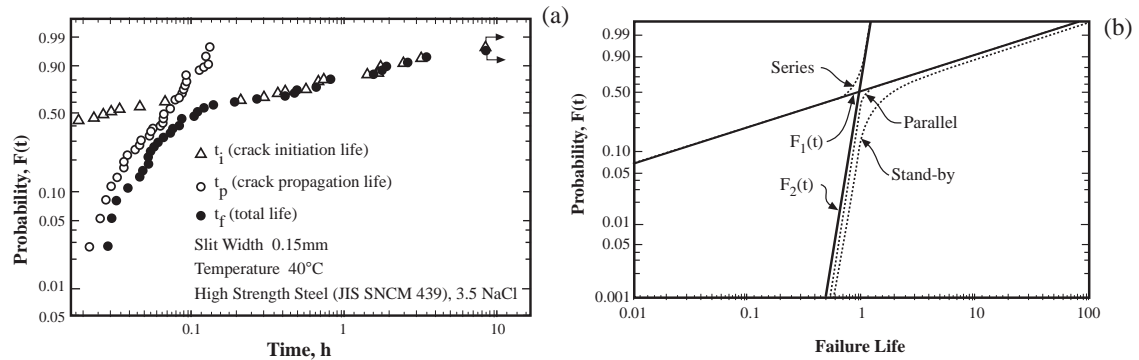 (a)
Probability, F(t)
0.99
0.90
0.50
0.10
0.05
0.01
0.05
0.1
1
10
Time, h
t_i (crack initiation life)
t_p (crack propagation life)
t_f (total life)
Slit Width 0.15mm
Temperature 40°C
High Strength Steel (JIS SNCM 439), 3.5 NaCl
(b)
Probability, F(t)
0.99
0.90
0.50
0.10
0.01
0.05
0.001
0.01
0.1
1
10
100
Failure Life
Series
F_1(t)
Parallel
Stand-by
F_2(t)